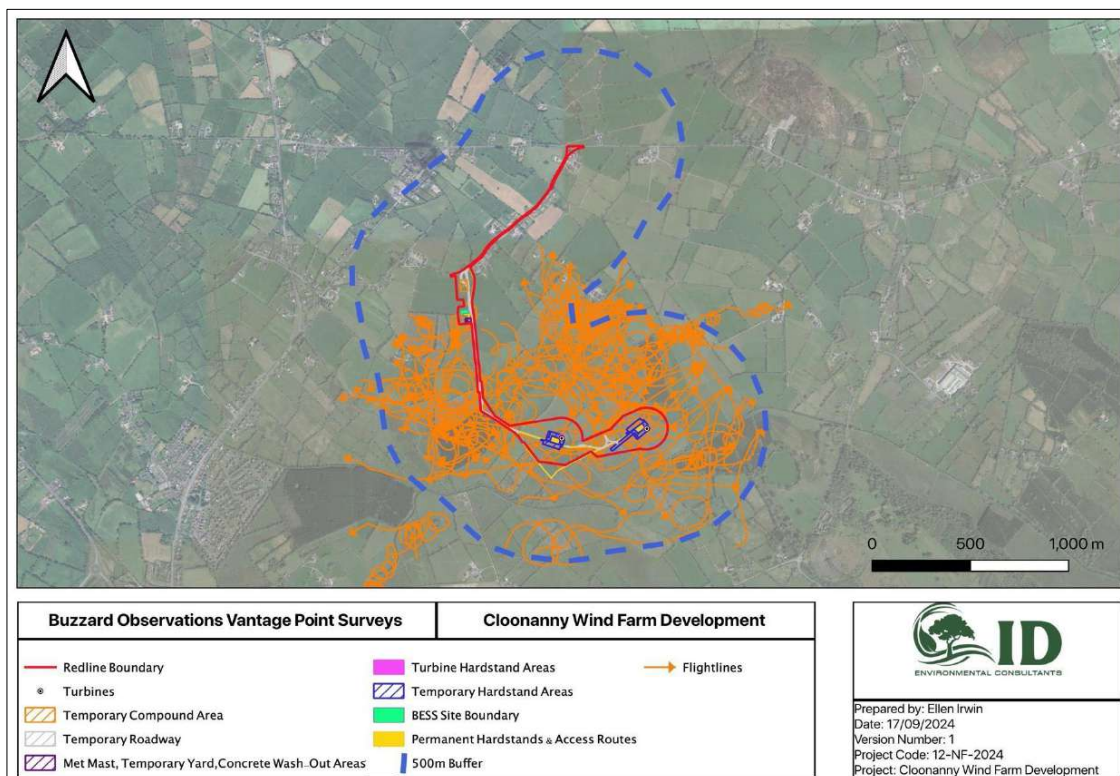 0 500 1,000 m
Buzzard Observations Vantage Point Surveys
Cloonanny Wind Farm Development
Redline Boundary
Turbines
Temporary Compound Area
Temporary Roadway
Met Mast, Temporary Yard,Concrete Wash-Out Areas
Turbine Hardstand Areas
Temporary Hardstand Areas
BESS Site Boundary
Permanent Hardstands & Access Routes
500m Buffer
Flightlines
ID
ENVIRONMENTAL CONSULTANTS
Prepared by: Ellen Irwin
Date: 17/09/2024
Version Number: 1
Project Code: 12-NF-2024
Project: Cloonanny Wind Farm Development